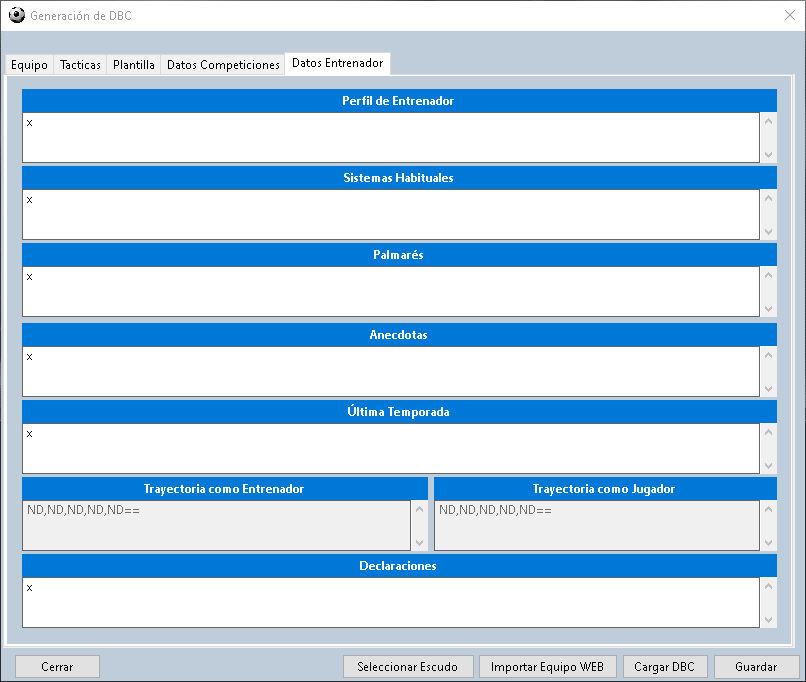 Generación de DBC
Equipo Tacticas Plantilla Datos Competiciones Datos Entrenador
Perfil de Entrenador
x
Sistemas Habituales
x
Palmarés
x
Anecdotas
x
Última Temporada
x
Trayectoria como Entrenador Trayectoria como Jugador
ND,ND,ND,ND,ND== ND,ND,ND,ND,ND==
Declaraciones
x
Cerrar Seleccionar Escudo Importar Equipo WEB Cargar DBC Guardar